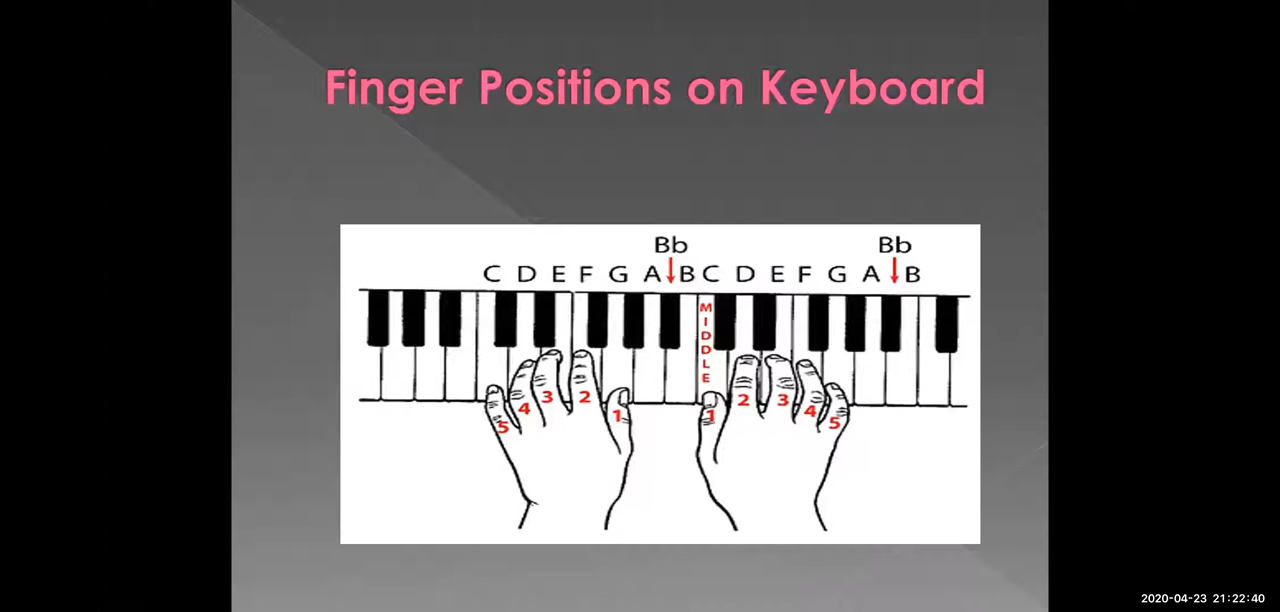 Finger Positions on Keyboard
Bb Bb
C D E F G A B C D E F G A B
MIDDLE
5 4 3 2 1 1 2 3 4 5
2020-04-23 21:22:40